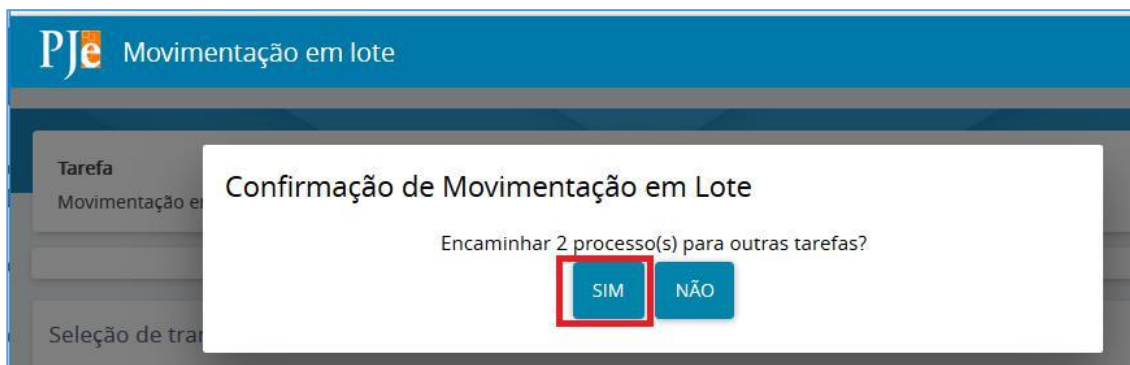 PJe Movimentação em lote
Tarefa
Movimentação e
Confirmação de Movimentação em Lote
Encaminhar 2 processo(s) para outras tarefas?
SIM NÃO
Seleção de tra